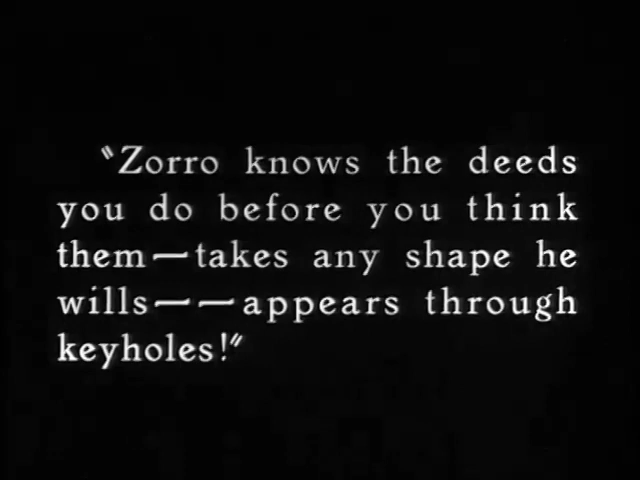 "Zorro knows the deeds
you do before you think
them—takes any shape he
wills——appears through
keyholes!"